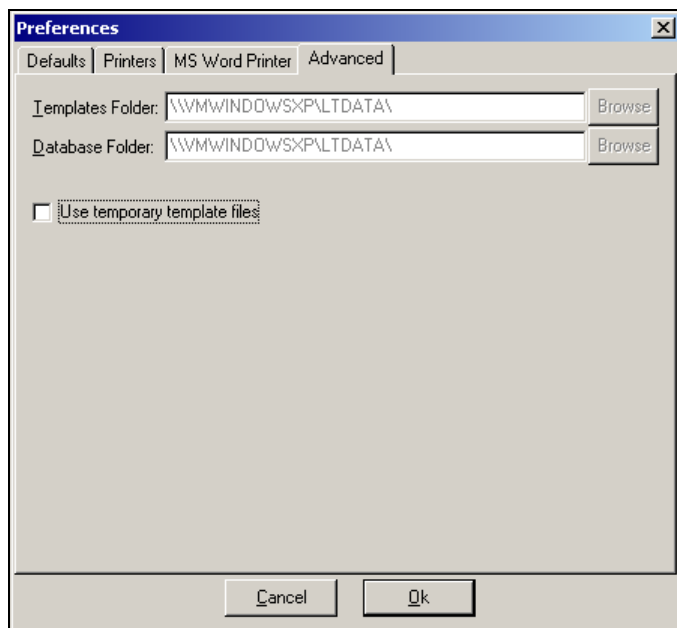 Preferences
Defaults Printers MS Word Printer Advanced
Templates Folder: \\VMWINDOWSXP\LTDATA\ Browse
Database Folder: \\VMWINDOWSXP\LTDATA\ Browse
Use temporary template files
Cancel Ok